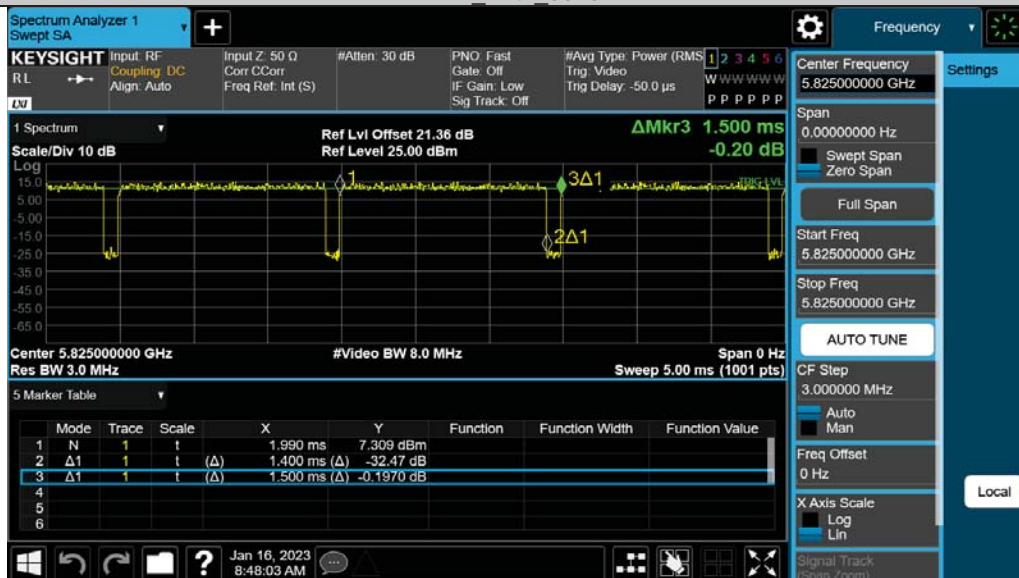 Spectrum Analyzer 1
Swept SA
+
Frequency
KEYSIGHT
RL
LXI
Input: RF
Coupling: DC
Align: Auto
Input Z: 50 Ω
Corr CCorr
Freq Ref: Int (S)
#Atten: 30 dB
PNO: Fast
Gate: Off
IF Gain: Low
Sig Track: Off
#Avg Type: Power (RMS
Trig: Video
Trig Delay: -50.0 µs
1 2 3 4 5 6
W W W W W W
P P P P P P
1 Spectrum
Scale/Div 10 dB
Ref Lvl Offset 21.36 dB
Ref Level 25.00 dBm
ΔMkr3 1.500 ms
-0.20 dB
Log
15.0
5.00
-5.00
-15.0
-25.0
-35.0
-45.0
-55.0
-65.0
1
3Δ1
2Δ1
TRIG LVL
Center 5.825000000 GHz
#Video BW 8.0 MHz
Span 0 Hz
Res BW 3.0 MHz
Sweep 5.00 ms (1001 pts)
5 Marker Table
Mode Trace Scale X Y Function Function Width Function Value
1 N 1 t 1.990 ms 7.309 dBm
2 Δ1 1 t (Δ) 1.400 ms (Δ) -32.47 dB
3 Δ1 1 t (Δ) 1.500 ms (Δ) -0.1970 dB
4
5
6
Jan 16, 2023
8:48:03 AM
Center Frequency
5.825000000 GHz
Span
0.00000000 Hz
Swept Span
Zero Span
Full Span
Start Freq
5.825000000 GHz
Stop Freq
5.825000000 GHz
AUTO TUNE
CF Step
3.000000 MHz
Auto
Man
Freq Offset
0 Hz
X Axis Scale
Log
Lin
Signal Track
(Span Zoom)
Settings
Local